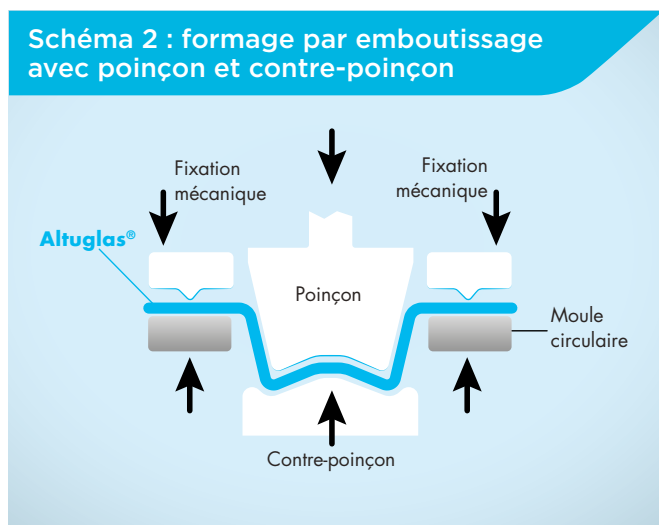 Schéma 2 : formage par emboutissage
avec poinçon et contre-poinçon
Fixation
mécanique
Fixation
mécanique
Altuglas®
Poinçon
Moule
circulaire
Contre-poinçon